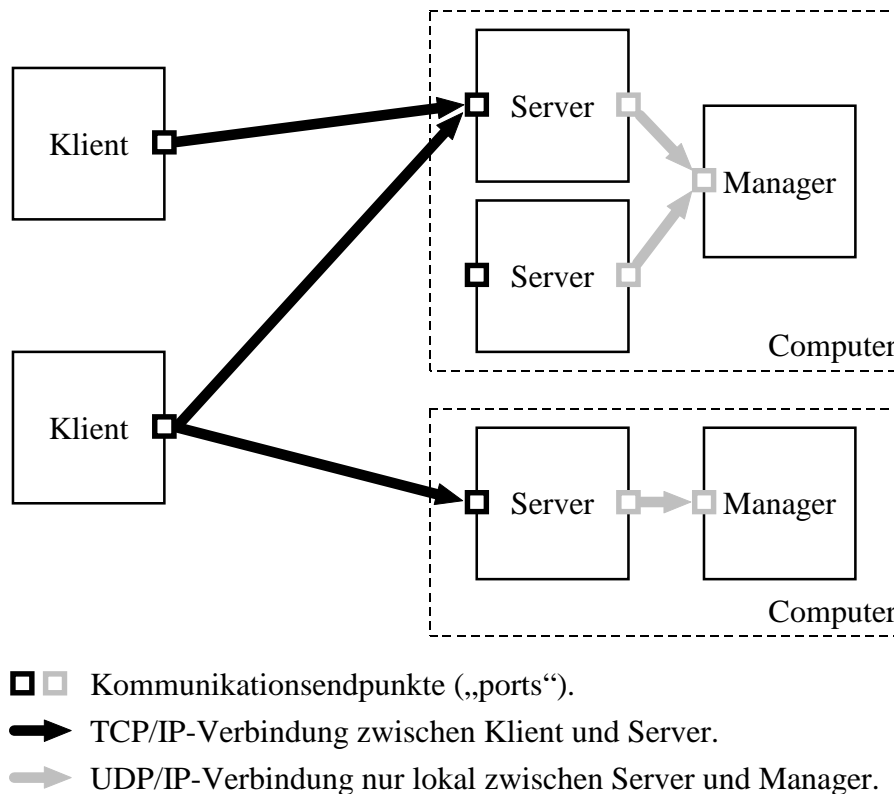 Klient
Server
Manager
Server
Computer
Klient
Server
Manager
Computer
Kommunikationsendpunkte („ports“).
TCP/IP-Verbindung zwischen Klient und Server.
UDP/IP-Verbindung nur lokal zwischen Server und Manager.